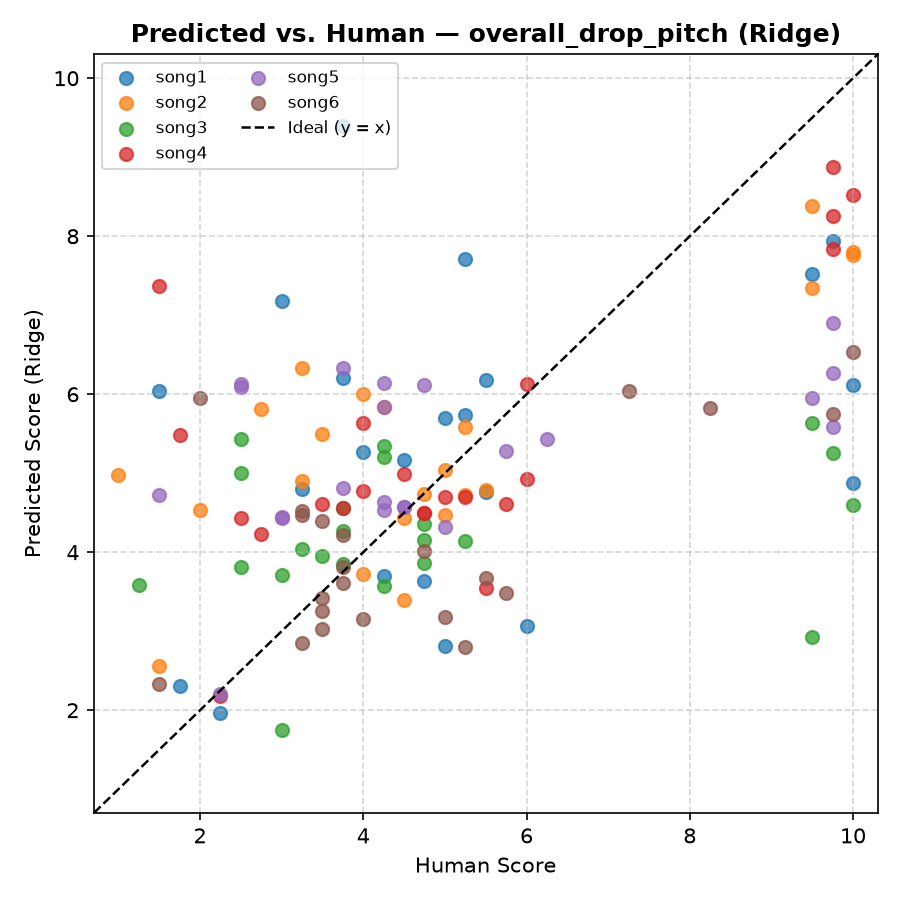 Predicted vs. Human — overall_drop_pitch (Ridge)
song1
song2
song3
song4
song5
song6
Ideal (y = x)
10
8
6
4
2
Predicted Score (Ridge)
2
4
6
8
10
Human Score